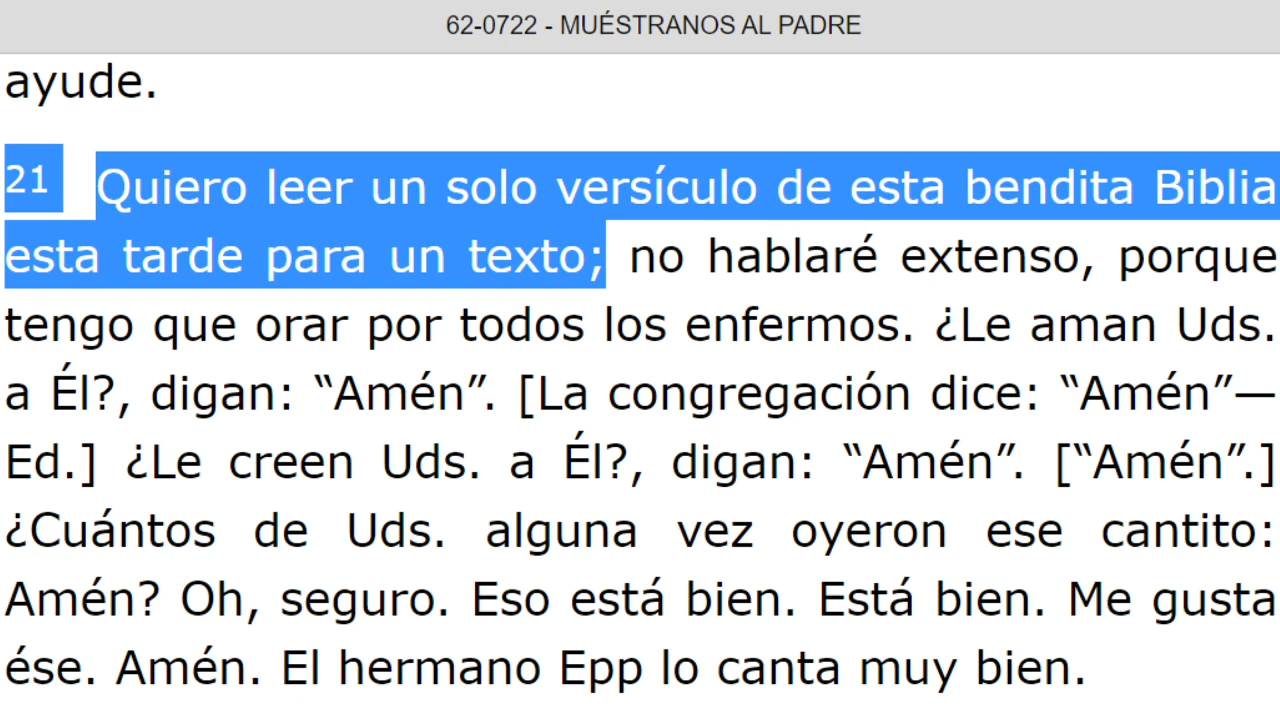 62-0722 - MUÉSTRANOS AL PADRE
ayude.
21 Quiero leer un solo versículo de esta bendita Biblia
esta tarde para un texto; no hablaré extenso, porque
tengo que orar por todos los enfermos. ¿Le aman Uds.
a Él?, digan: “Amén”. [La congregación dice: “Amén”—
Ed.] ¿Le creen Uds. a Él?, digan: “Amén”. [“Amén”.]
¿Cuántos de Uds. alguna vez oyeron ese cantito:
Amén? Oh, seguro. Eso está bien. Está bien. Me gusta
ése. Amén. El hermano Epp lo canta muy bien.